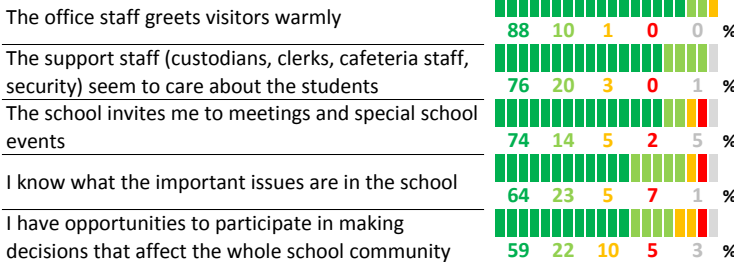 The office staff greets visitors warmly
88 10 1 0 0 %
The support staff (custodians, clerks, cafeteria staff,
security) seem to care about the students
76 20 3 0 1 %
The school invites me to meetings and special school
events
74 14 5 2 5 %
I know what the important issues are in the school
64 23 5 7 1 %
I have opportunities to participate in making
decisions that affect the whole school community
59 22 10 5 3 %